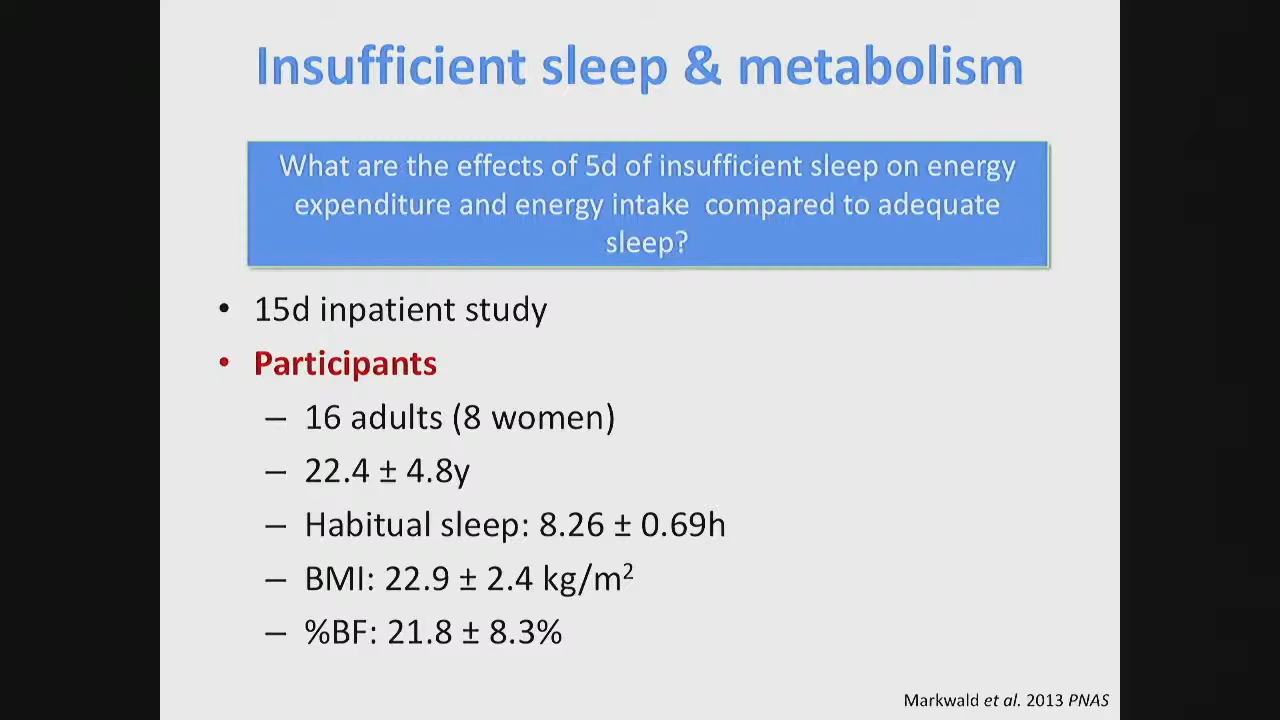 Insufficient sleep & metabolism
What are the effects of 5d of insufficient sleep on energy
expenditure and energy intake compared to adequate
sleep?
• 15d inpatient study
• Participants
– 16 adults (8 women)
– 22.4 ± 4.8y
– Habitual sleep: 8.26 ± 0.69h
– BMI: 22.9 ± 2.4 kg/m²
– %BF: 21.8 ± 8.3%
Markwald et al. 2013 PNAS